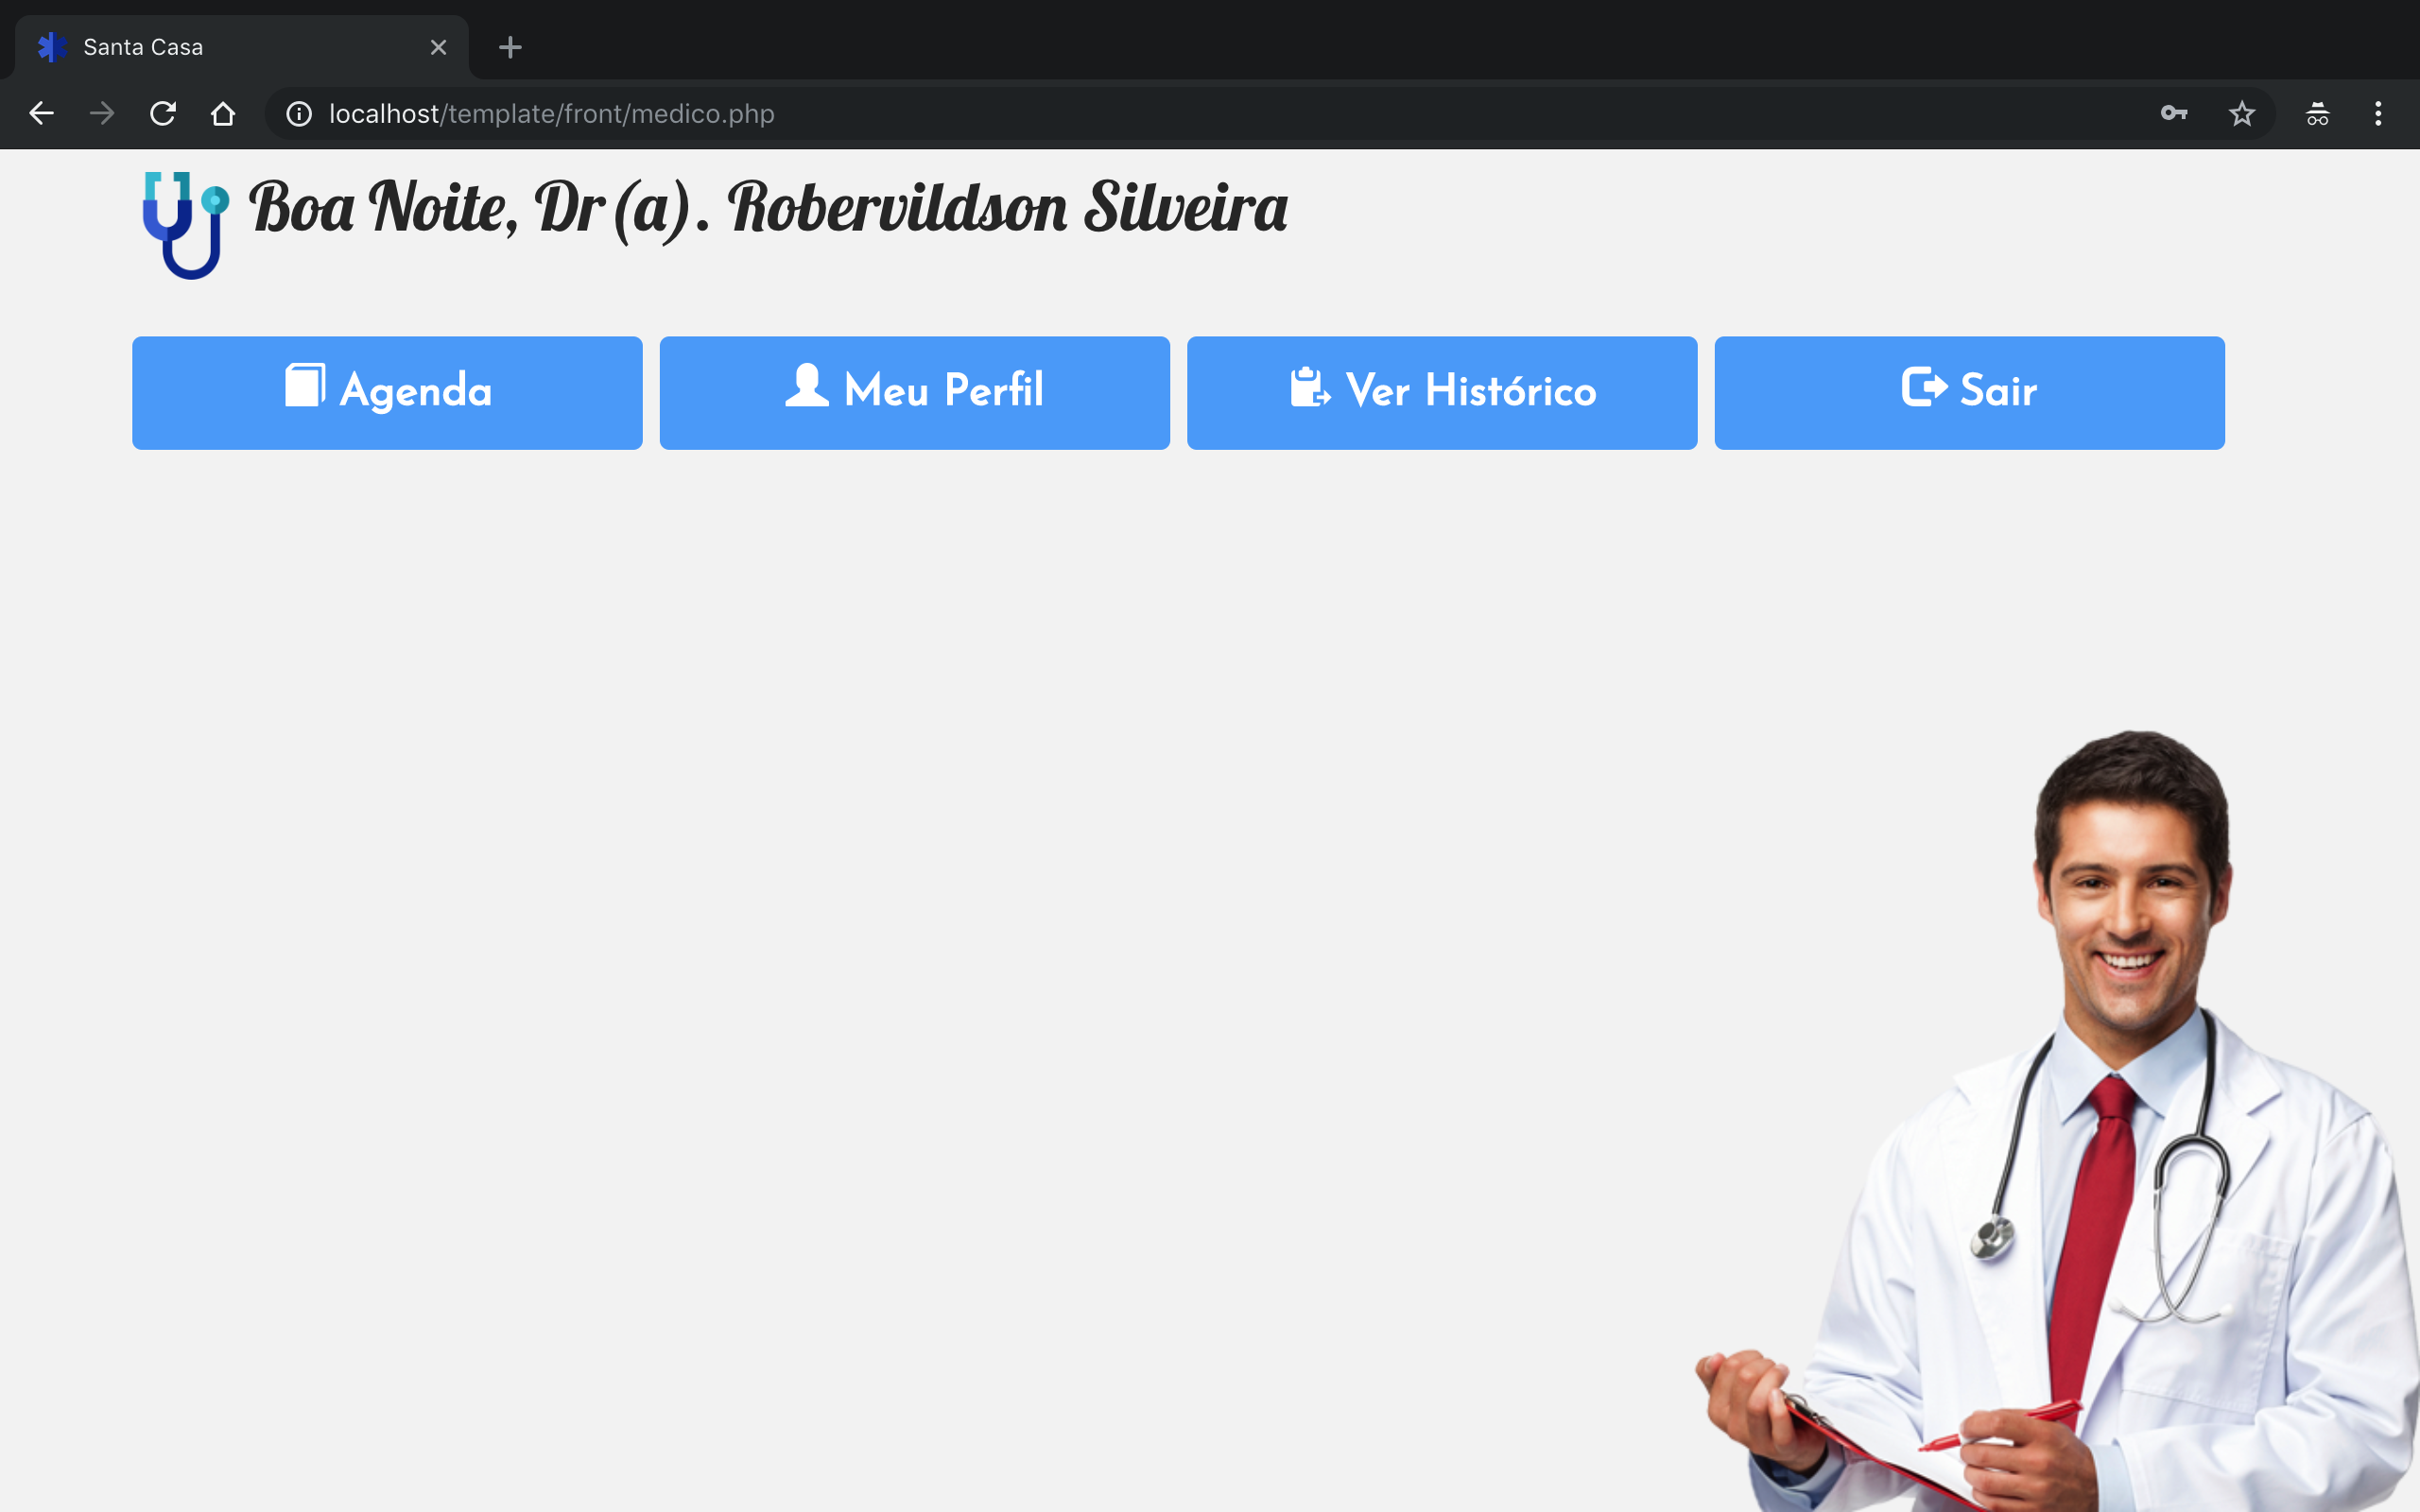 Santa Casa
localhost/template/front/medico.php
Boa Noite, Dr(a). Robervildson Silveira
Agenda
Meu Perfil
Ver Histórico
Sair